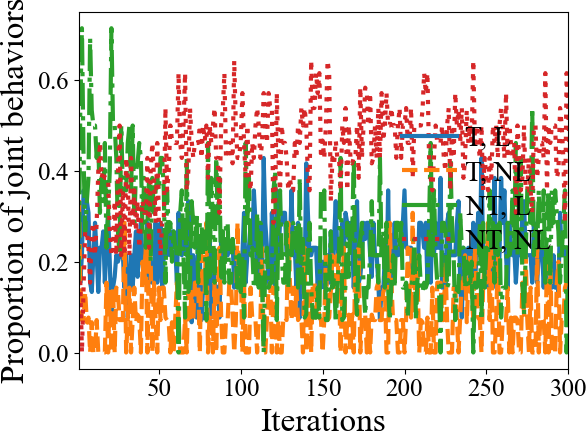 Proportion of joint behaviors
0.6
0.4
0.2
0.0
T, L
T, NL
NT, L
NT, NL
50
100
150
200
250
300
Iterations